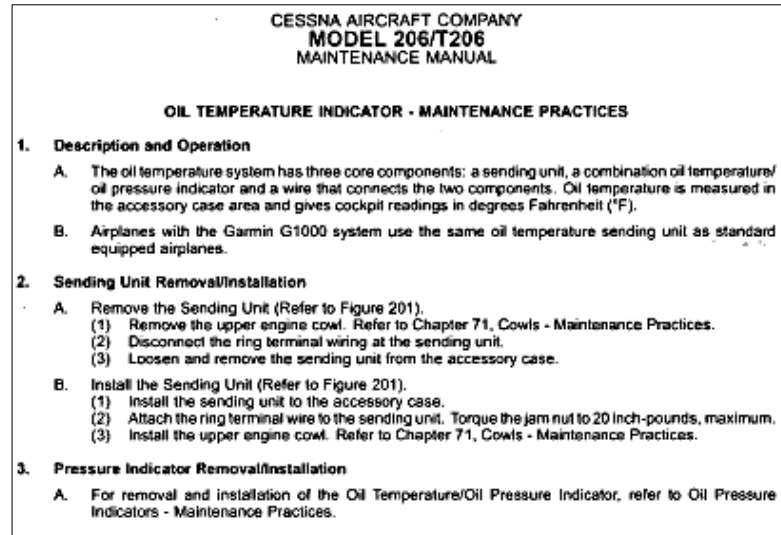 CESSNA AIRCRAFT COMPANY
MODEL 206/T206
MAINTENANCE MANUAL
OIL TEMPERATURE INDICATOR - MAINTENANCE PRACTICES
1. Description and Operation
A. The oil temperature system has three core components: a sending unit, a combination oil temperature/
oil pressure indicator and a wire that connects the two components. Oil temperature is measured in
the accessory case area and gives cockpit readings in degrees Fahrenheit (°F).
B. Airplanes with the Garmin G1000 system use the same oil temperature sending unit as standard
equipped airplanes.
2. Sending Unit Removal/Installation
A. Remove the Sending Unit (Refer to Figure 201).
(1) Remove the upper engine cowl. Refer to Chapter 71, Cowls - Maintenance Practices.
(2) Disconnect the ring terminal wiring at the sending unit.
(3) Loosen and remove the sending unit from the accessory case.
B. Install the Sending Unit (Refer to Figure 201).
(1) Install the sending unit to the accessory case.
(2) Attach the ring terminal wire to the sending unit. Torque the jam nut to 20 inch-pounds, maximum.
(3) Install the upper engine cowl. Refer to Chapter 71, Cowls - Maintenance Practices.
3. Pressure Indicator Removal/Installation
A. For removal and installation of the Oil Temperature/Oil Pressure Indicator, refer to Oil Pressure
Indicators - Maintenance Practices.